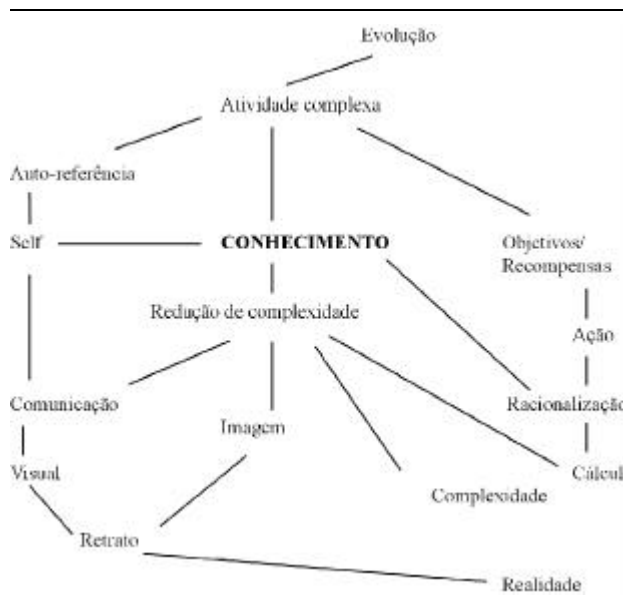 Evolução
Atividade complexa
Auto-referência
Self
CONHECIMENTO
Objetivos/
Recompensas
Redução de complexidade
Ação
Comunicação
Racionalização
Imagem
Visual
Cálcul
Complexidade
Retrato
Realidade